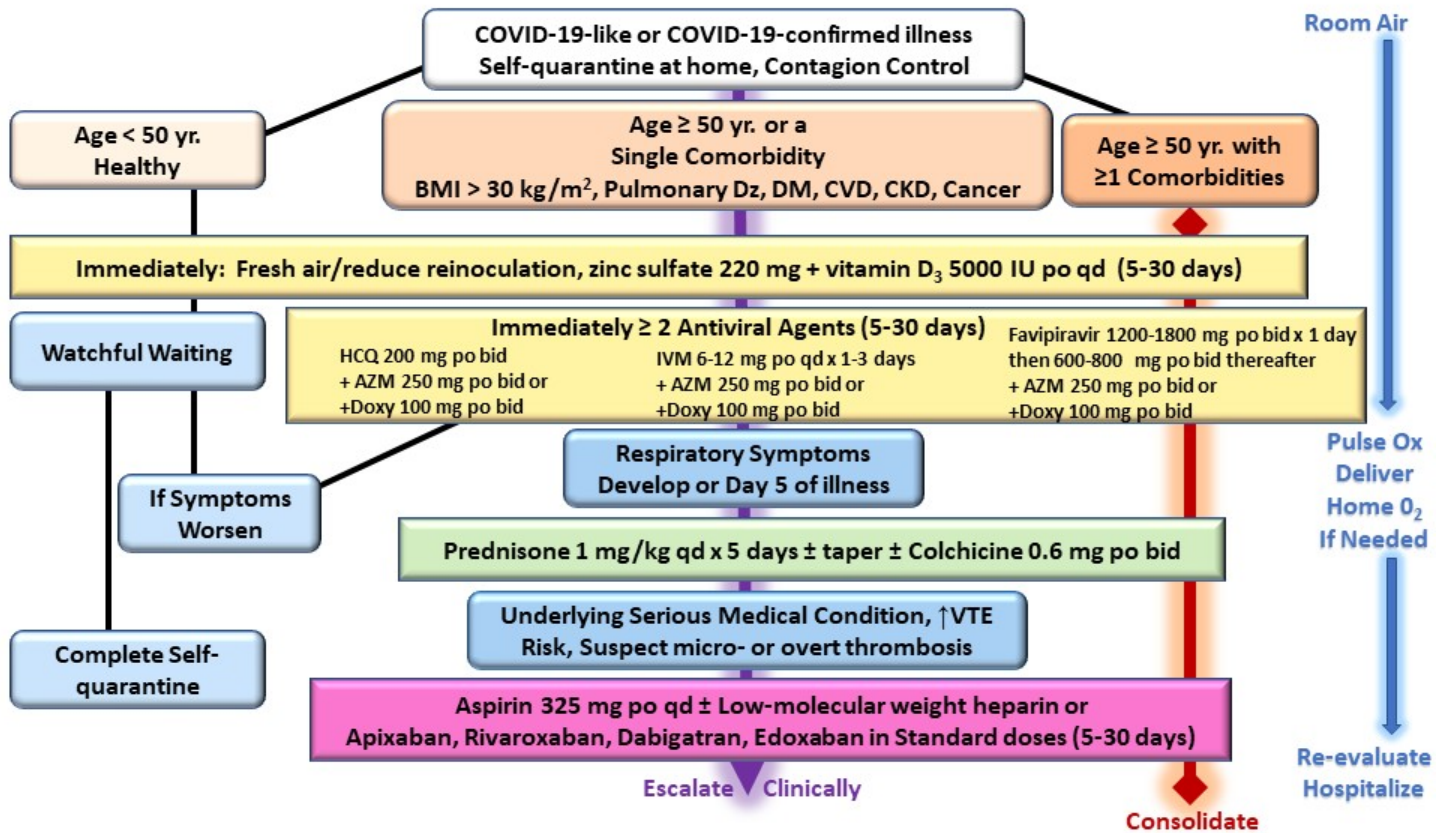 COVID-19-like or COVID-19-confirmed illness
Self-quarantine at home, Contagion Control
Room Air
Age < 50 yr.
Healthy
Age ≥ 50 yr. or a
Single Comorbidity
BMI > 30 kg/m², Pulmonary Dz, DM, CVD, CKD, Cancer
Age ≥ 50 yr. with
≥1 Comorbidities
Immediately: Fresh air/reduce reinoculation, zinc sulfate 220 mg + vitamin D₃ 5000 IU po qd (5-30 days)
Watchful Waiting
Immediately ≥ 2 Antiviral Agents (5-30 days)
HCQ 200 mg po bid
+ AZM 250 mg po bid or
+Doxy 100 mg po bid
IVM 6-12 mg po qd x 1-3 days
+ AZM 250 mg po bid or
+Doxy 100 mg po bid
Favipiravir 1200-1800 mg po bid x 1 day
then 600-800 mg po bid thereafter
+ AZM 250 mg po bid or
+Doxy 100 mg po bid
Pulse Ox
Deliver
Home 0₂
If Needed
Respiratory Symptoms
Develop or Day 5 of illness
If Symptoms
Worsen
Prednisone 1 mg/kg qd x 5 days ± taper ± Colchicine 0.6 mg po bid
Underlying Serious Medical Condition, ↑VTE
Risk, Suspect micro- or overt thrombosis
Complete Self-
quarantine
Aspirin 325 mg po qd ± Low-molecular weight heparin or
Apixaban, Rivaroxaban, Dabigatran, Edoxaban in Standard doses (5-30 days)
Re-evaluate
Hospitalize
Escalate Clinically
Consolidate